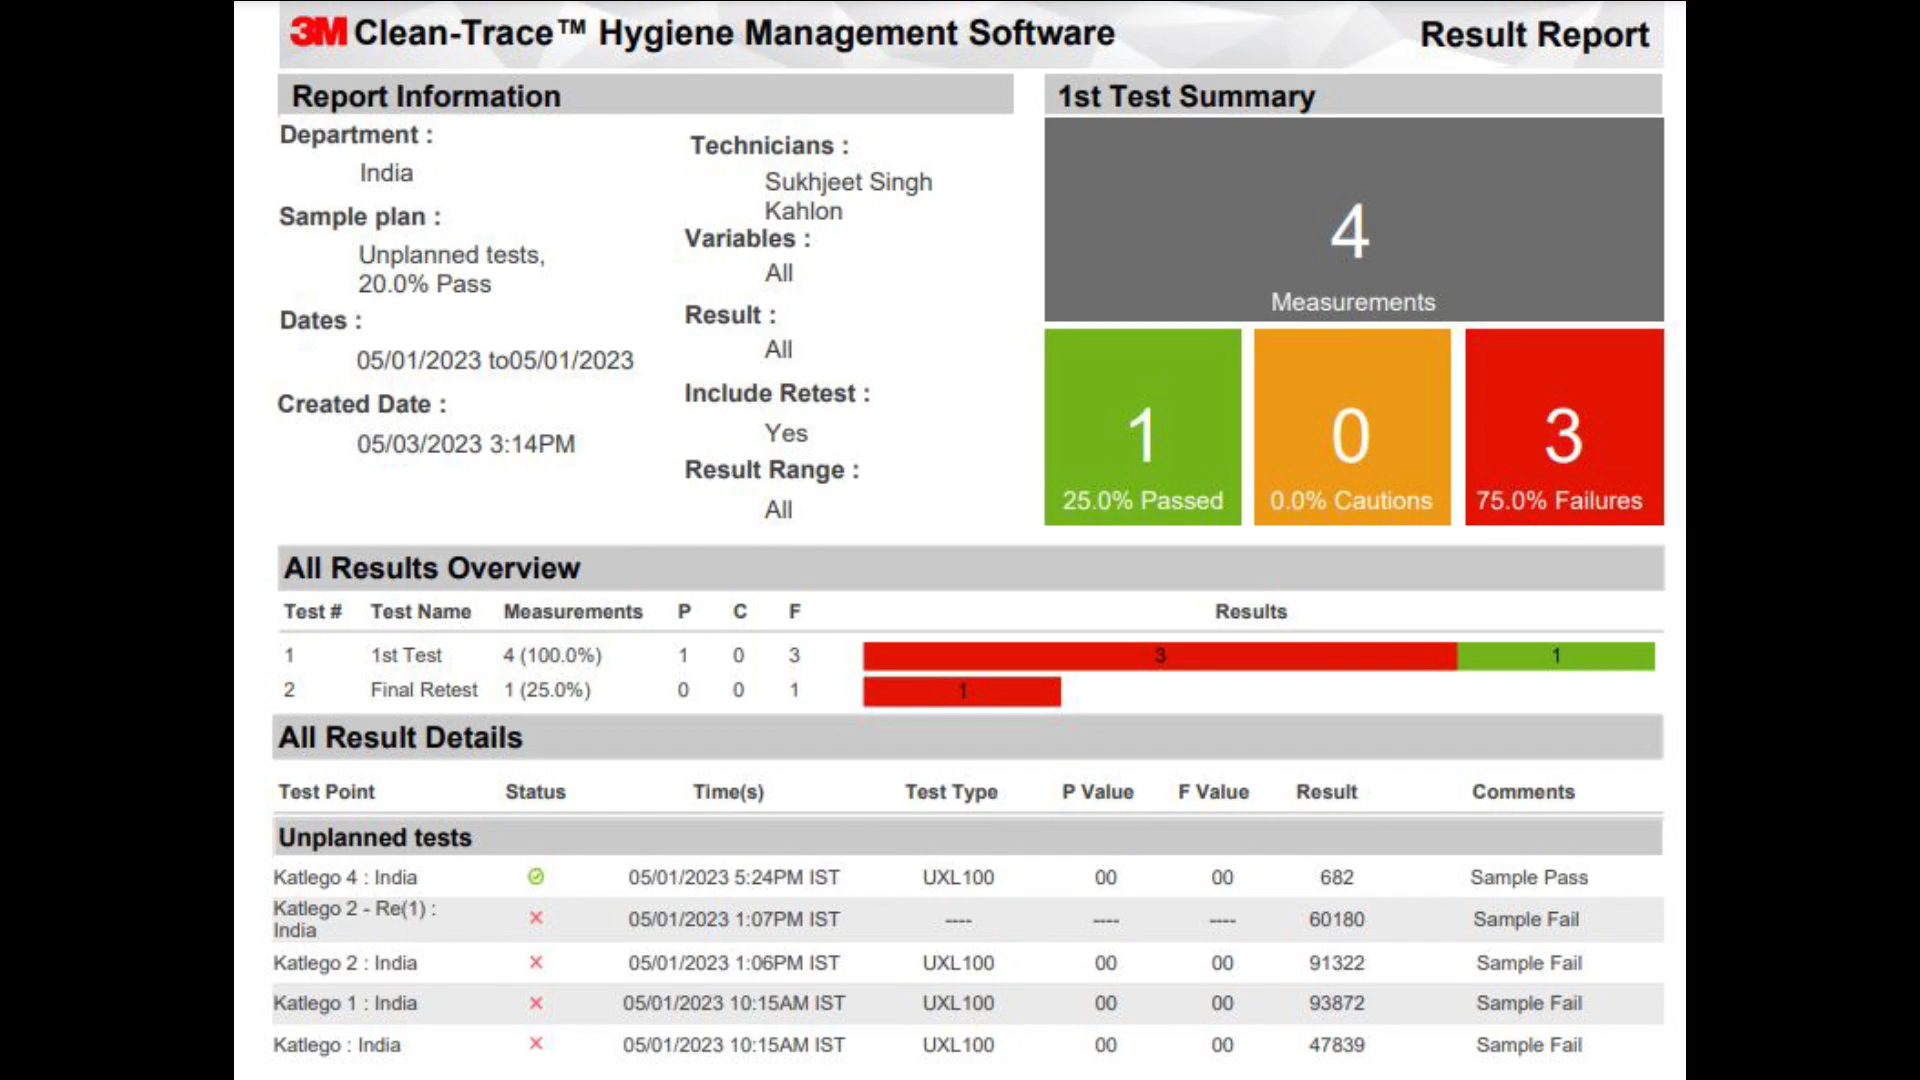 3M Clean-Trace™ Hygiene Management Software
Result Report
Report Information
Department :
India
Sample plan :
Unplanned tests,
20.0% Pass
Dates :
05/01/2023 to05/01/2023
Created Date :
05/03/2023 3:14PM
Technicians :
Sukhjeet Singh
Kahlon
Variables :
All
Result :
All
Include Retest :
Yes
Result Range :
All
1st Test Summary
4
Measurements
1
25.0% Passed
0
0.0% Cautions
3
75.0% Failures
All Results Overview
Test # Test Name Measurements P C F Results
1 1st Test 4 (100.0%) 1 0 3 3 1
2 Final Retest 1 (25.0%) 0 0 1 1
All Result Details
Test Point Status Time(s) Test Type P Value F Value Result Comments
Unplanned tests
Katlego 4 : India 05/01/2023 5:24PM IST UXL100 00 00 682 Sample Pass
Katlego 2 - Re(1) :
India 05/01/2023 1:07PM IST ---- ---- ---- 60180 Sample Fail
Katlego 2 : India 05/01/2023 1:06PM IST UXL100 00 00 91322 Sample Fail
Katlego 1 : India 05/01/2023 10:15AM IST UXL100 00 00 93872 Sample Fail
Katlego : India 05/01/2023 10:15AM IST UXL100 00 00 47839 Sample Fail